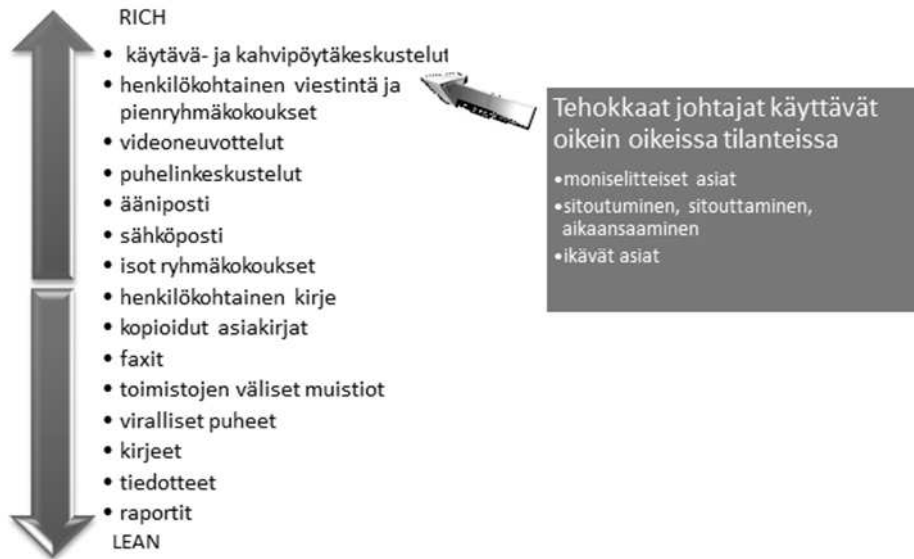 RICH
• käytävä- ja kahvipöytäkeskustelut
• henkilökohtainen viestintä ja
pienryhmäkokoukset
• videoneuvottelut
• puhelinkeskustelut
• ääniposti
• sähköposti
• isot ryhmäkokoukset
• henkilökohtainen kirje
• kopioidut asiakirjat
• faxit
• toimistojen väliset muistiot
• viralliset puheet
• kirjeet
• tiedotteet
• raportit
LEAN
Tehokkaat johtajat käyttävät
oikein oikeissa tilanteissa
•moniselitteiset asiat
•sitoutuminen, sitouttaminen,
aikaansaaminen
•ikävät asiat